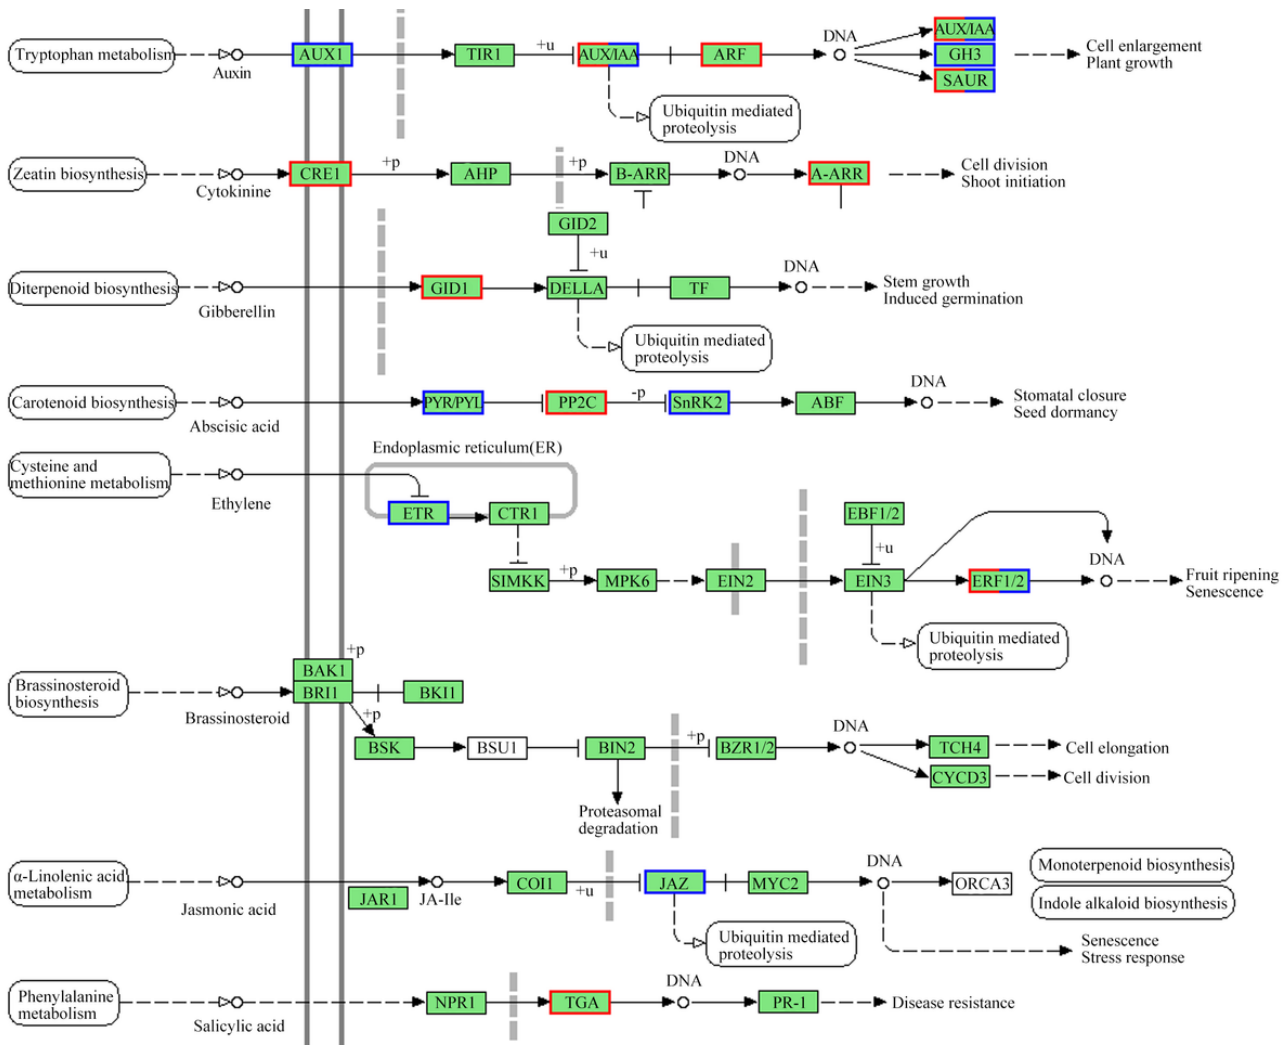 Tryptophan metabolism
Auxin
AUX1
TIR1
+u
AUX/IAA
ARF
DNA
AUX/IAA
GH3
SAUR
Cell enlargement
Plant growth
Ubiquitin mediated
proteolysis
Zeatin biosynthesis
Cytokinine
CRE1
+p
AHP
+p
B-ARR
DNA
A-ARR
Cell division
Shoot initiation
GID2
+u
Diterpenoid biosynthesis
Gibberellin
GID1
DELLA
TF
DNA
Stem growth
Induced germination
Ubiquitin mediated
proteolysis
Carotenoid biosynthesis
Abscisic acid
PYR/PYL
PP2C
-p
SnRK2
ABF
DNA
Stomatal closure
Seed dormancy
Endoplasmic reticulum(ER)
Cysteine and
methionine metabolism
Ethylene
ETR
CTR1
EBF1/2
+u
SIMKK
+p
MPK6
EIN2
EIN3
ERF1/2
DNA
Fruit ripening
Senescence
Ubiquitin mediated
proteolysis
Brassinosteroid
biosynthesis
Brassinosteroid
+p
BAK1
BRI1
BKI1
+p
BSK
BSU1
BIN2
+p
BZR1/2
DNA
TCH4
Cell elongation
CYCD3
Cell division
Proteasomal
degradation
α-Linolenic acid
metabolism
Jasmonic acid
JAR1
JA-Ile
COI1
+u
JAZ
MYC2
DNA
ORCA3
Monoterpenoid biosynthesis
Indole alkaloid biosynthesis
Ubiquitin mediated
proteolysis
Senescence
Stress response
Phenylalanine
metabolism
Salicylic acid
NPR1
TGA
DNA
PR-1
Disease resistance